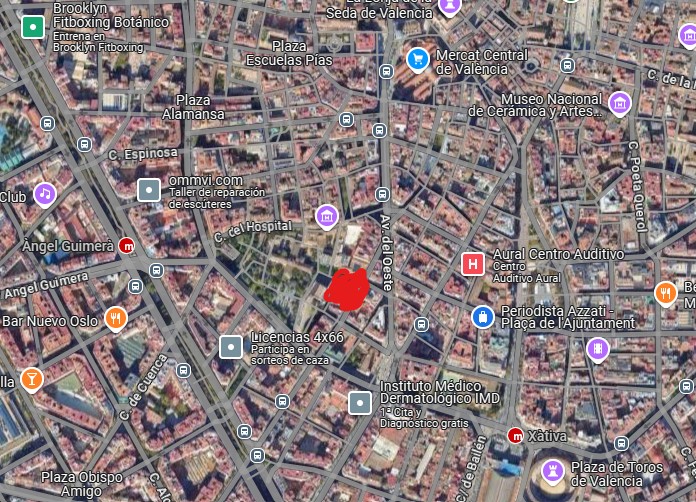 Brooklyn
Fitboxing Botánico
Entrena en
Brooklyn Fitboxing
Seda de Valencia
Plaza
Escuelas Pías
Mercat Central
de Valencia
C. de la
Museo Nacional
de Cerámica y Artes...
Plaza
Alamansa
C. Espinosa
C. Poeta Querol
ommvi.com
Taller de reparación
de escúteres
Club
C. del Hospital
Av. del Oeste
Àngel Guimerà
m
Angel Guimera
H
Aural Centro Auditivo
Centro
Auditivo Aural
Bar Nuevo Oslo
Periodista Azzati -
Plaça de l'Ajuntament
Licencias 4x66
Participa en
sorteos de caza
C. de Cuenca
Instituto Médico
Dermatológico IMD
1ª Cita y
Diagnóstico gratis
m
Xàtiva
C. de Bailén
Plaza Obispo
Amigo
Plaza de Toros
de Valencia